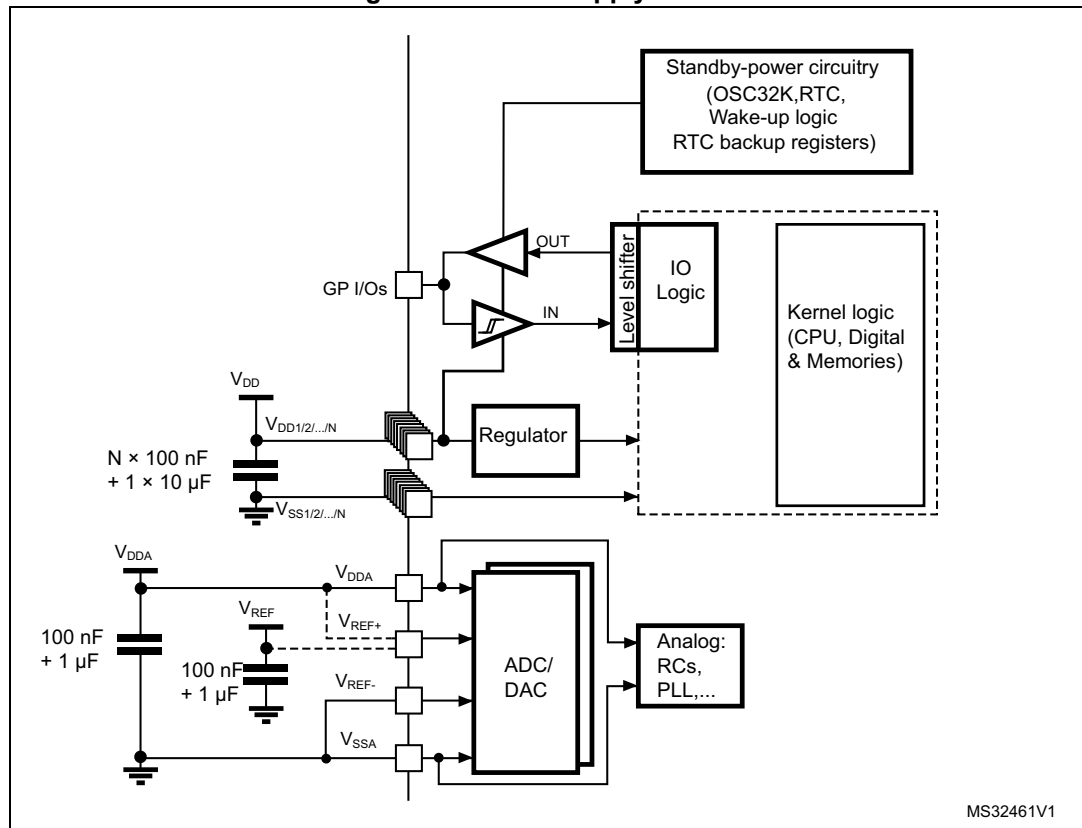 Standby-power circuitry
(OSC32K,RTC,
Wake-up logic
RTC backup registers)
OUT
GP I/Os
IN
Level shifter
IO
Logic
Kernel logic
(CPU, Digital
& Memories)
VDD
VDD1/2/.../N
Regulator
N × 100 nF
+ 1 × 10 µF
VSS1/2/.../N
VDDA
VDDA
VREF
VREF+
100 nF
+ 1 µF
100 nF
+ 1 µF
VREF-
ADC/
DAC
Analog:
RCs,
PLL,...
VSSA
MS32461V1